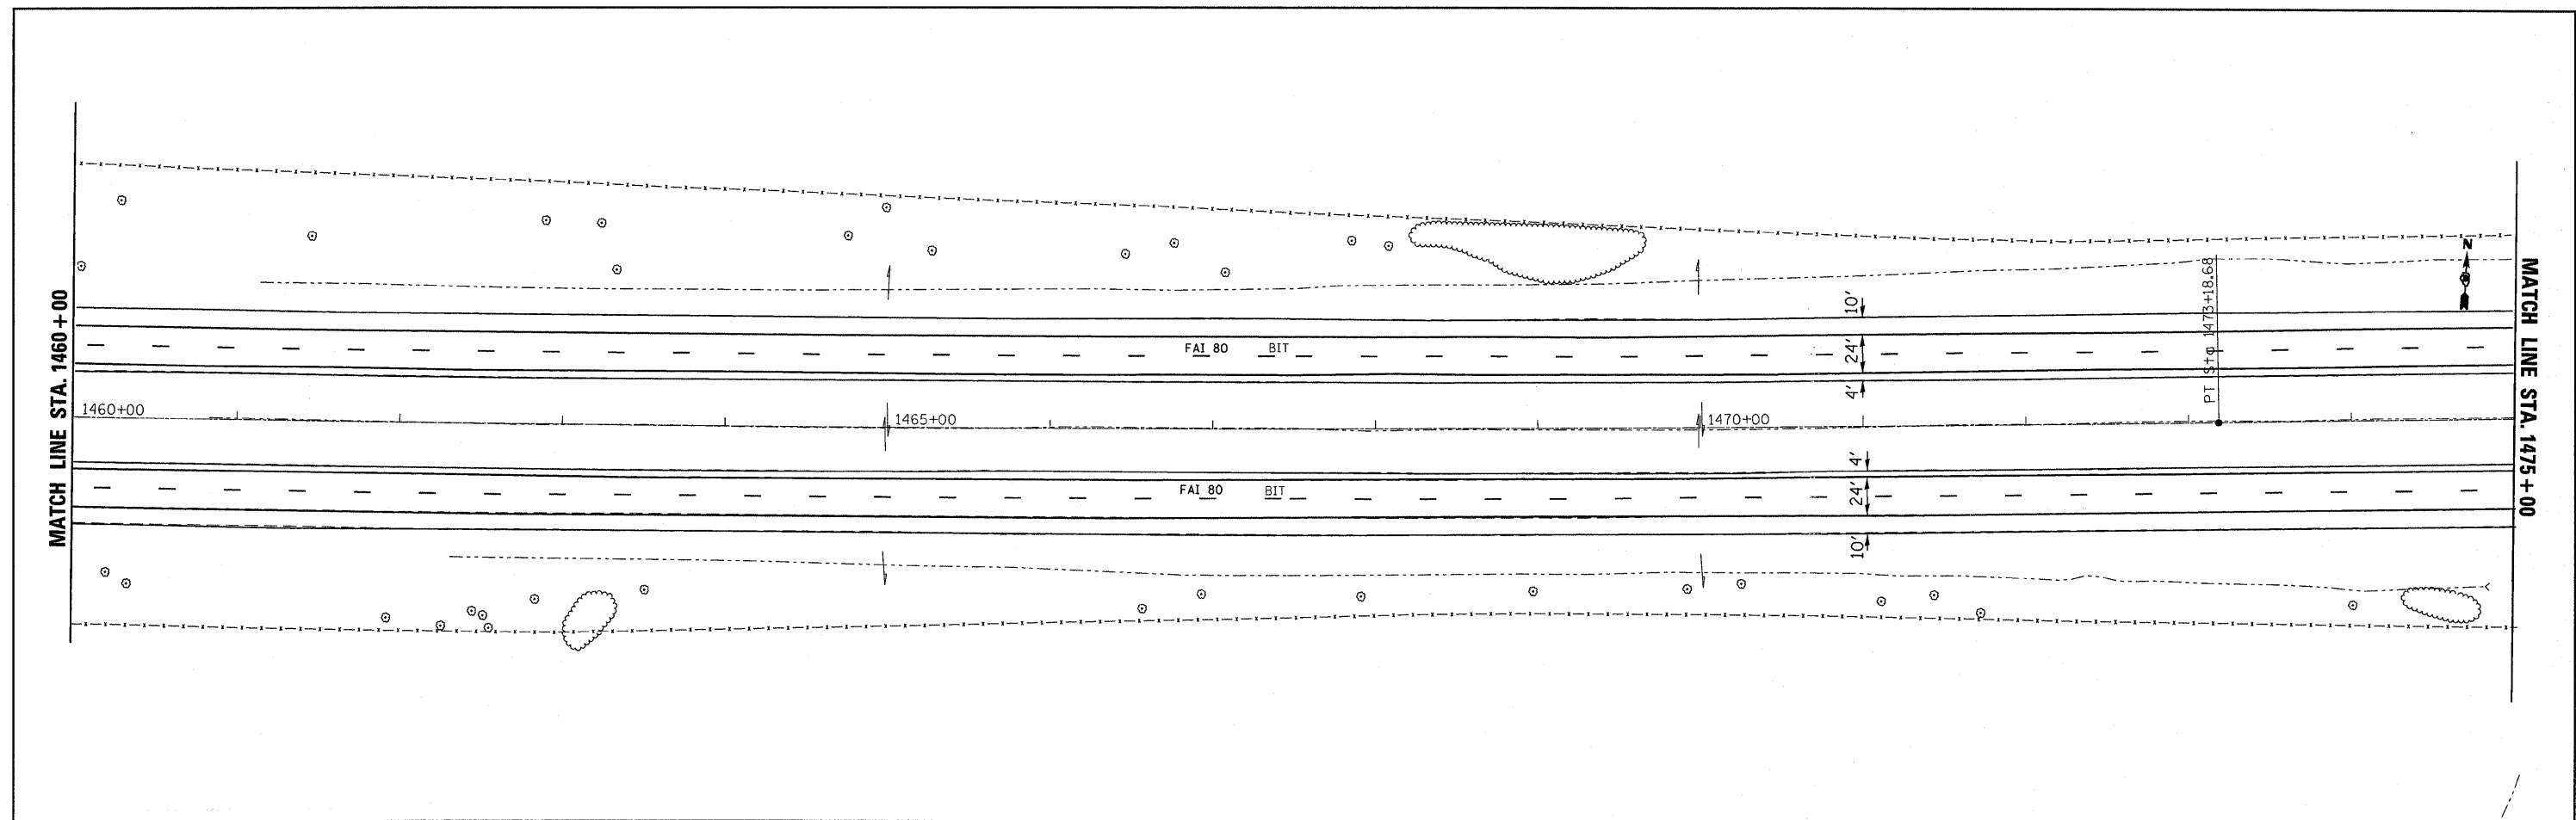 MATCH LINE STA. 1460+00
MATCH LINE STA. 1475+00
N
PT Sta 1473+18.68
10'
FAI 80 BIT
24'
4'
1460+00
1465+00
1470+00
4'
FAI 80 BIT
24'
10'